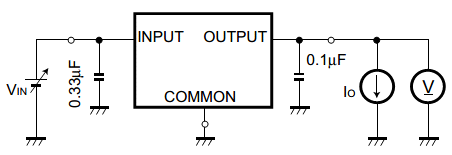 INPUT OUTPUT
0.1µF
VIN
0.33µF
IO
V
COMMON